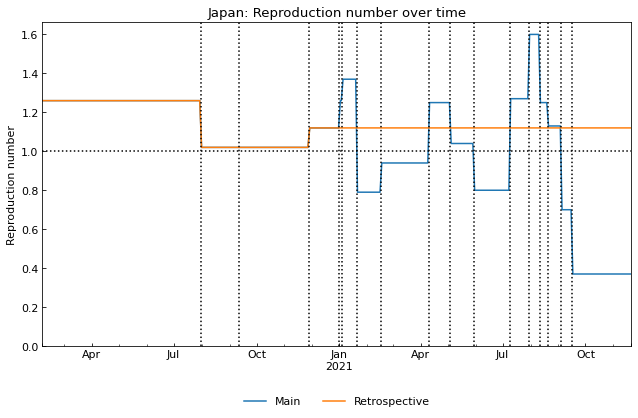 Japan: Reproduction number over time
Reproduction number
1.6
1.4
1.2
1.0
0.8
0.6
0.4
0.2
0.0
Apr Jul Oct Jan Apr Jul Oct
2021
Main Retrospective